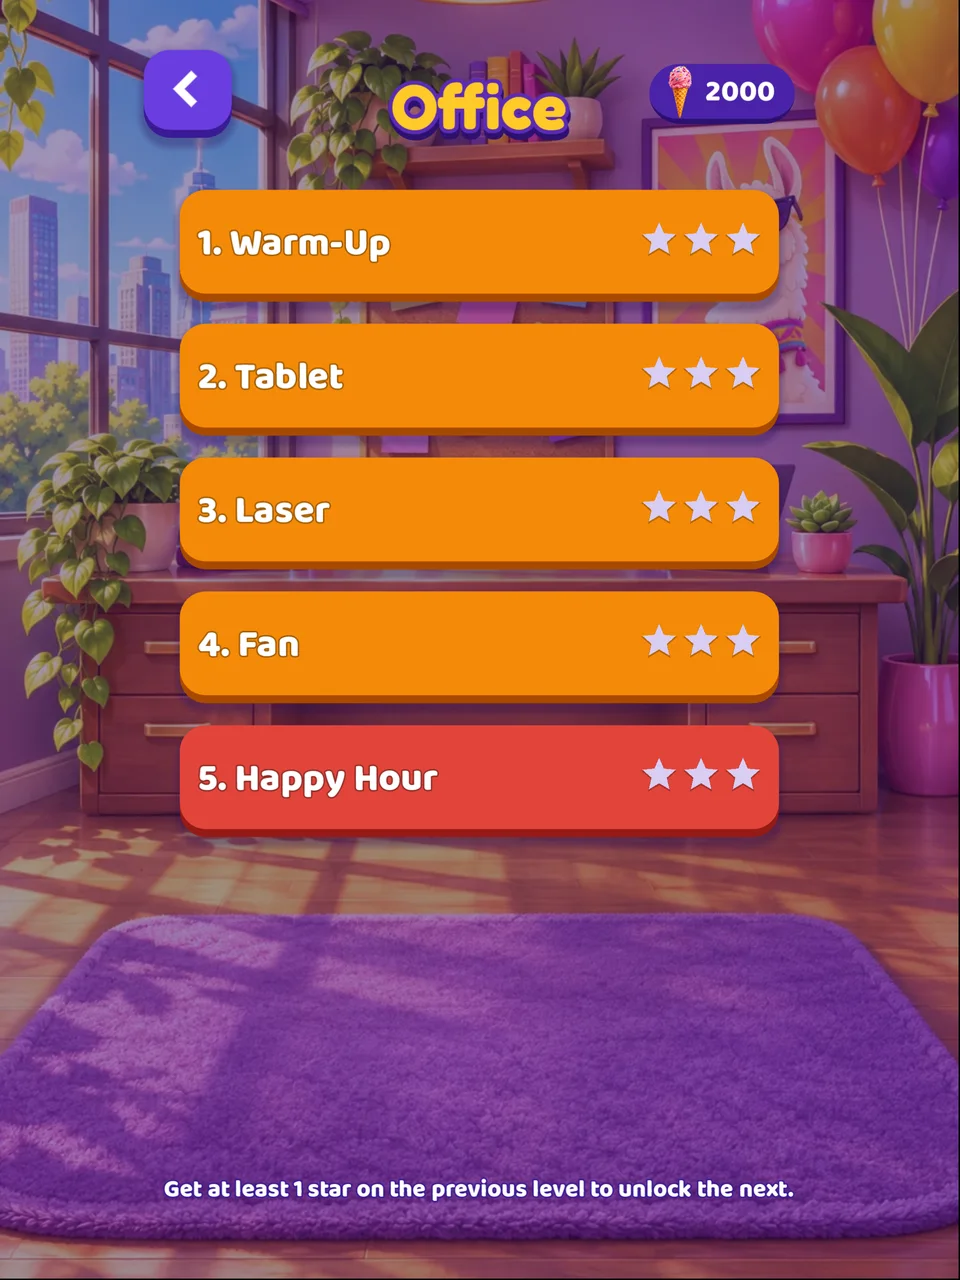 Office
2000
1. Warm-Up
2. Tablet
3. Laser
4. Fan
5. Happy Hour
Get at least 1 star on the previous level to unlock the next.